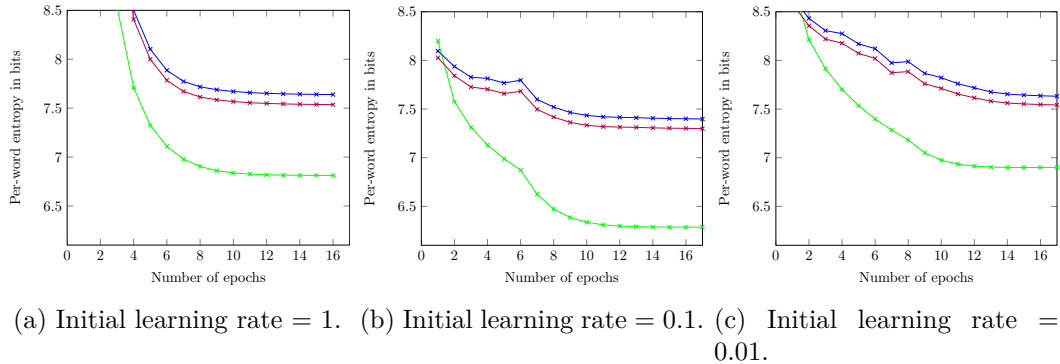 8.5
8
7.5
7
6.5
0 2 4 6 8 10 12 14 16
Number of epochs
Per-word entropy in bits
(a) Initial learning rate = 1.
8.5
8
7.5
7
6.5
0 2 4 6 8 10 12 14 16
Number of epochs
Per-word entropy in bits
(b) Initial learning rate = 0.1.
8.5
8
7.5
7
6.5
0 2 4 6 8 10 12 14 16
Number of epochs
Per-word entropy in bits
(c) Initial learning rate =
0.01.